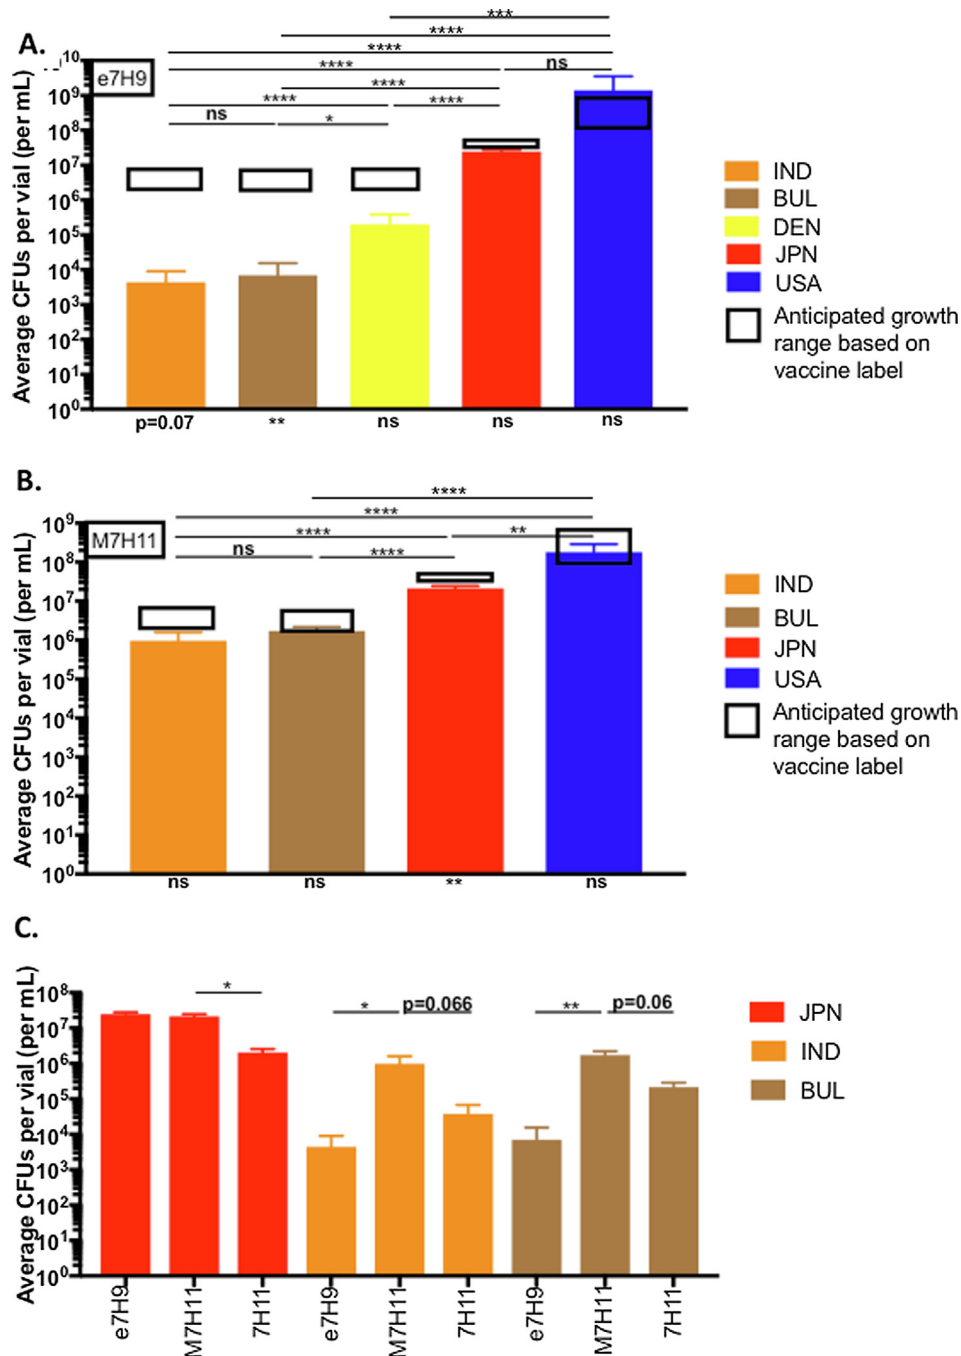 A.
***
****
****
****
ns
****
****
****
ns
*
e7H9
Average CFUs per vial (per mL)
10^10
10^9
10^8
10^7
10^6
10^5
10^4
10^3
10^2
10^1
10^0
p=0.07
**
ns
ns
ns
IND
BUL
DEN
JPN
USA
Anticipated growth
range based on
vaccine label
B.
****
****
****
**
ns
****
M7H11
Average CFUs per vial (per mL)
10^9
10^8
10^7
10^6
10^5
10^4
10^3
10^2
10^1
10^0
ns
ns
**
ns
IND
BUL
JPN
USA
Anticipated growth
range based on
vaccine label
C.
Average CFUs per vial (per mL)
10^8
10^7
10^6
10^5
10^4
10^3
10^2
10^1
10^0
*
*
p=0.066
**
p=0.06
e7H9
M7H11
7H11
e7H9
M7H11
7H11
e7H9
M7H11
7H11
JPN
IND
BUL